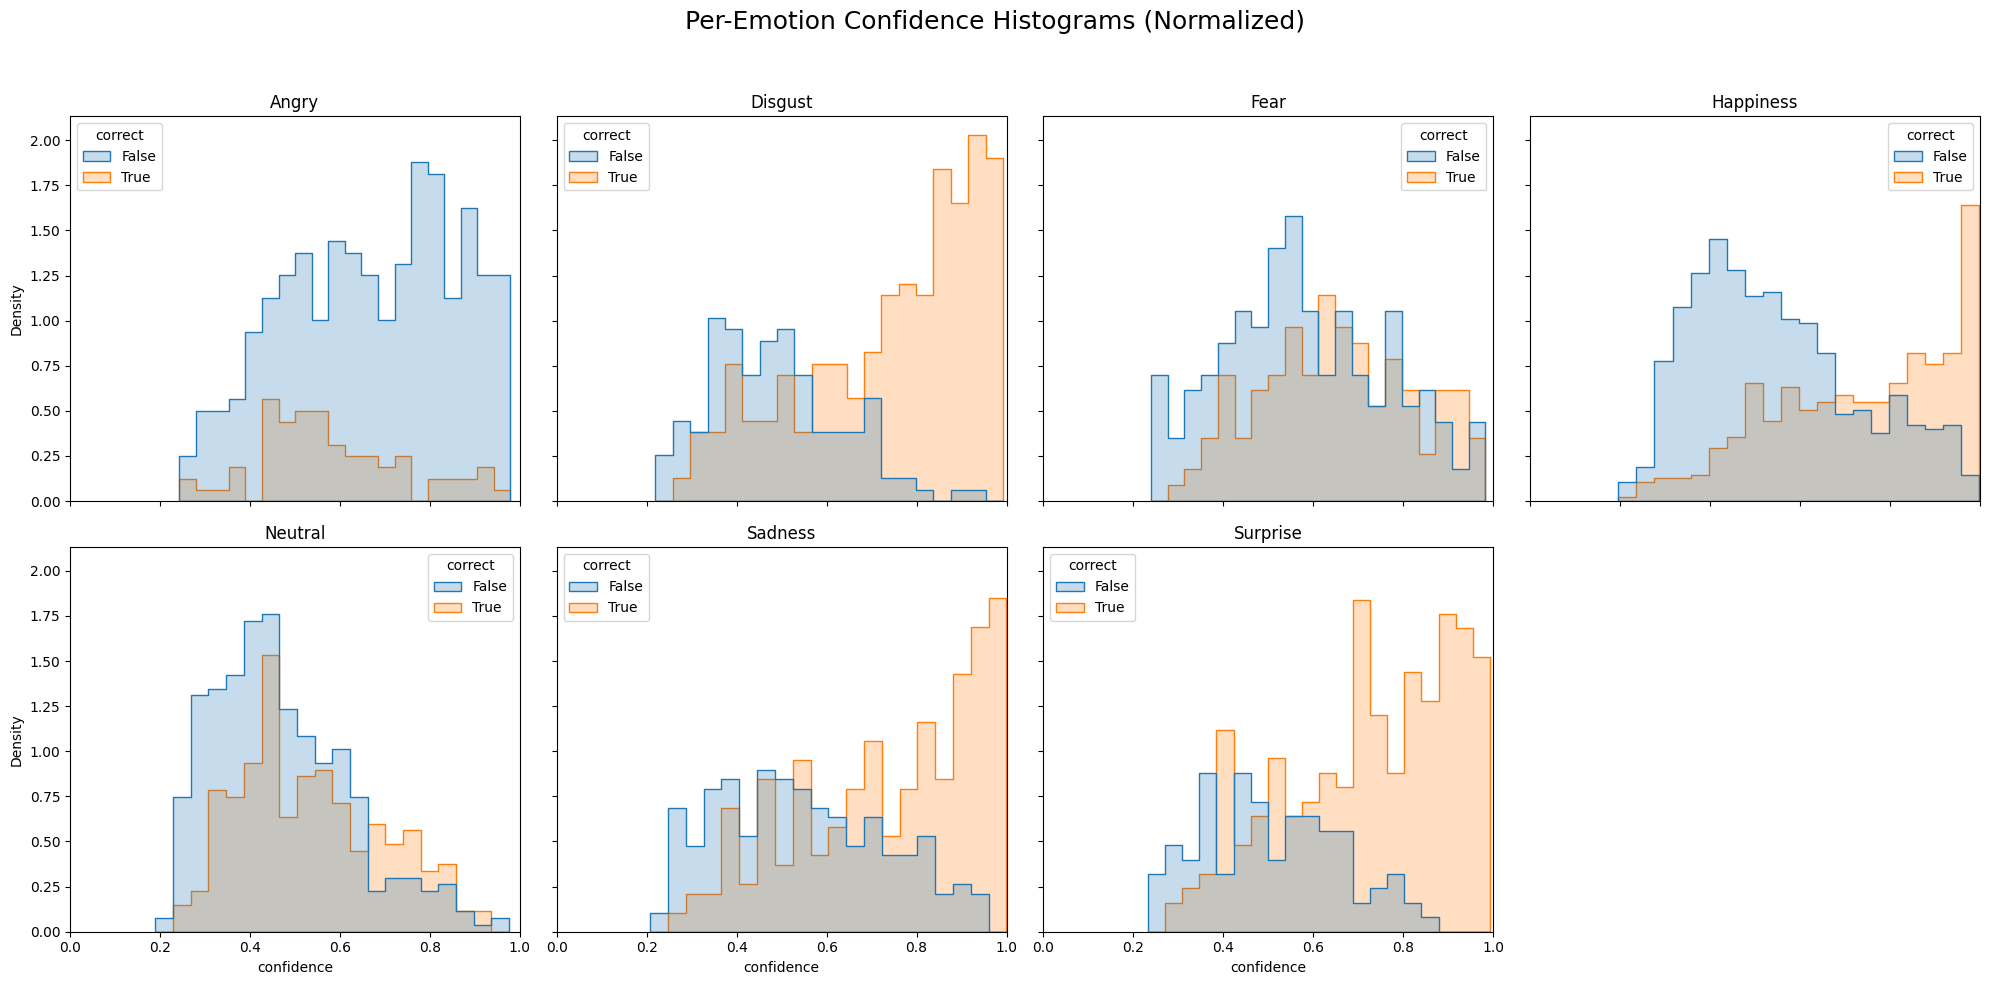 Per-Emotion Confidence Histograms (Normalized)
Angry
Disgust
Fear
Happiness
correct
False
True
correct
False
True
correct
False
True
correct
False
True
Density
2.00
1.75
1.50
1.25
1.00
0.75
0.50
0.25
0.00
Neutral
Sadness
Surprise
correct
False
True
correct
False
True
correct
False
True
Density
2.00
1.75
1.50
1.25
1.00
0.75
0.50
0.25
0.00
0.0 0.2 0.4 0.6 0.8 1.0
0.0 0.2 0.4 0.6 0.8 1.0
0.0 0.2 0.4 0.6 0.8 1.0
confidence
confidence
confidence